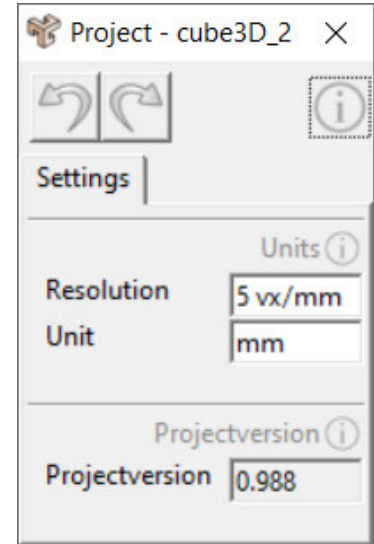 Project - cube3D_2
Settings
Units
Resolution 5 vx/mm
Unit mm
Projectversion
Projectversion 0.988